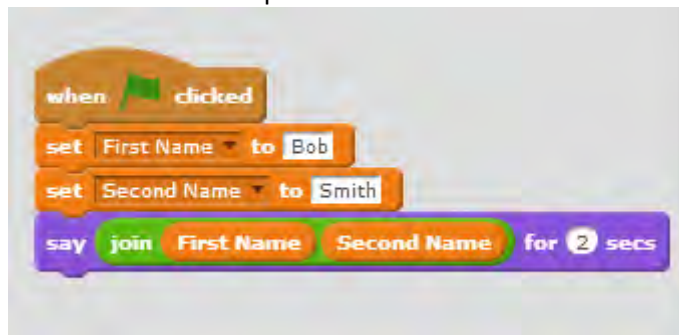 when clicked
set First Name to Bob
set Second Name to Smith
say join First Name Second Name for 2 secs